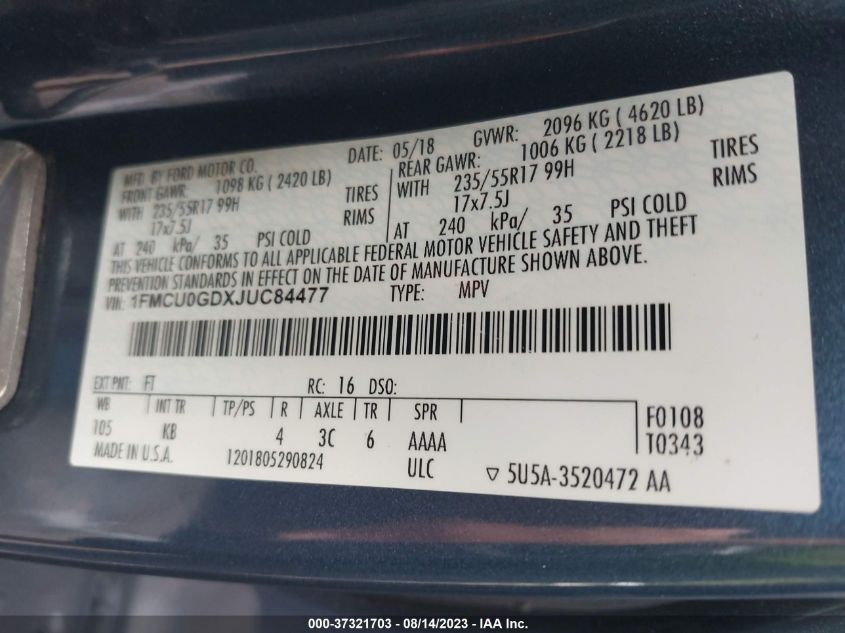 MFD. BY FORD MOTOR CO.
DATE: 05/18 GVWR: 2096 KG ( 4620 LB)
FRONT GAWR: 1098 KG ( 2420 LB)
REAR GAWR: 1006 KG ( 2218 LB)
WITH 235/55R17 99H TIRES
WITH 235/55R17 99H TIRES
17x7.5J RIMS
17x7.5J RIMS
AT 240 kPa/ 35 PSI COLD
AT 240 kPa/ 35 PSI COLD
THIS VEHICLE CONFORMS TO ALL APPLICABLE FEDERAL MOTOR VEHICLE SAFETY AND THEFT
PREVENTION STANDARDS IN EFFECT ON THE DATE OF MANUFACTURE SHOWN ABOVE.
VIN: 1FMCU0GDXJUC84477 TYPE: MPV
EXT PNT: FT RC: 16 DSO:
WB INT TR TP/PS R AXLE TR SPR
F0108
105 KB 4 3C 6 AAAA
T0343
MADE IN U.S.A. 1201805290824 ULC ▽ 5U5A-3520472 AA
000-37321703 - 08/14/2023 - IAA Inc.